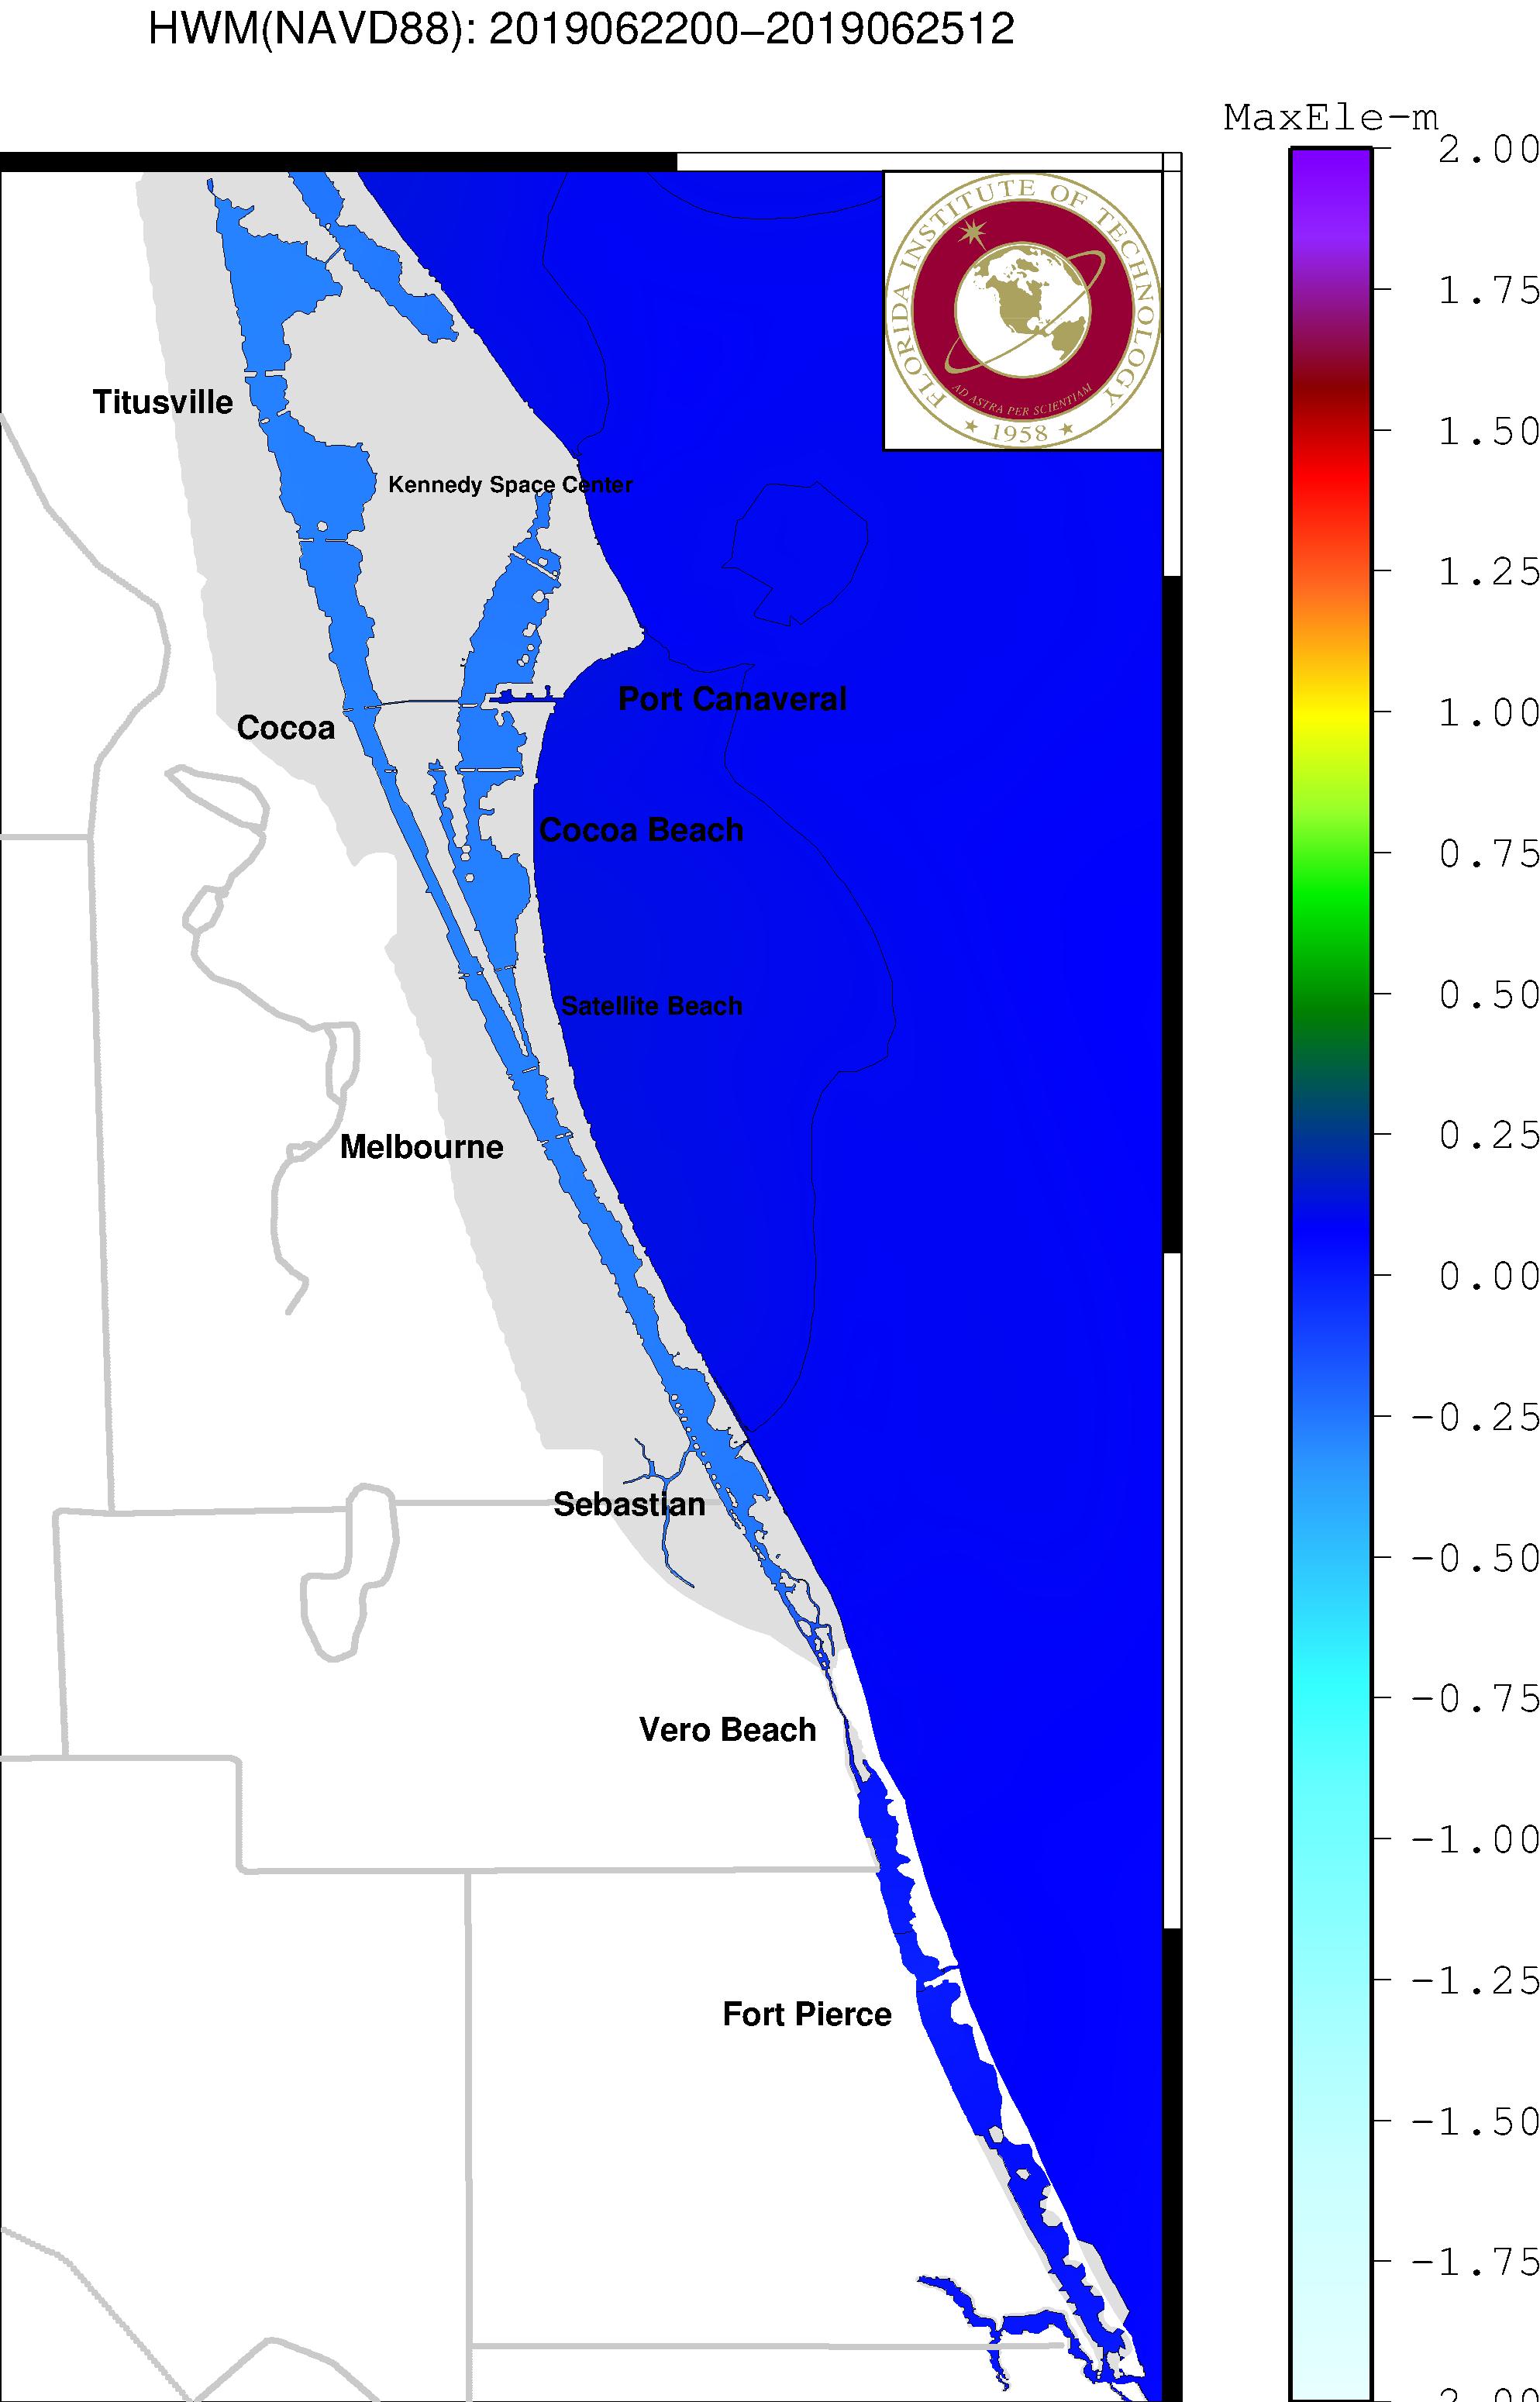 HWM(NAVD88): 2019062200−2019062512
MaxEle-m
2.00
1.75
1.50
1.25
1.00
0.75
0.50
0.25
0.00
−0.25
−0.50
−0.75
−1.00
−1.25
−1.50
−1.75
−2.00
FLORIDA INSTITUTE OF TECHNOLOGY
AD ASTRA PER SCIENTIAM
1958
Titusville
Kennedy Space Center
Port Canaveral
Cocoa
Cocoa Beach
Satellite Beach
Melbourne
Sebastian
Vero Beach
Fort Pierce